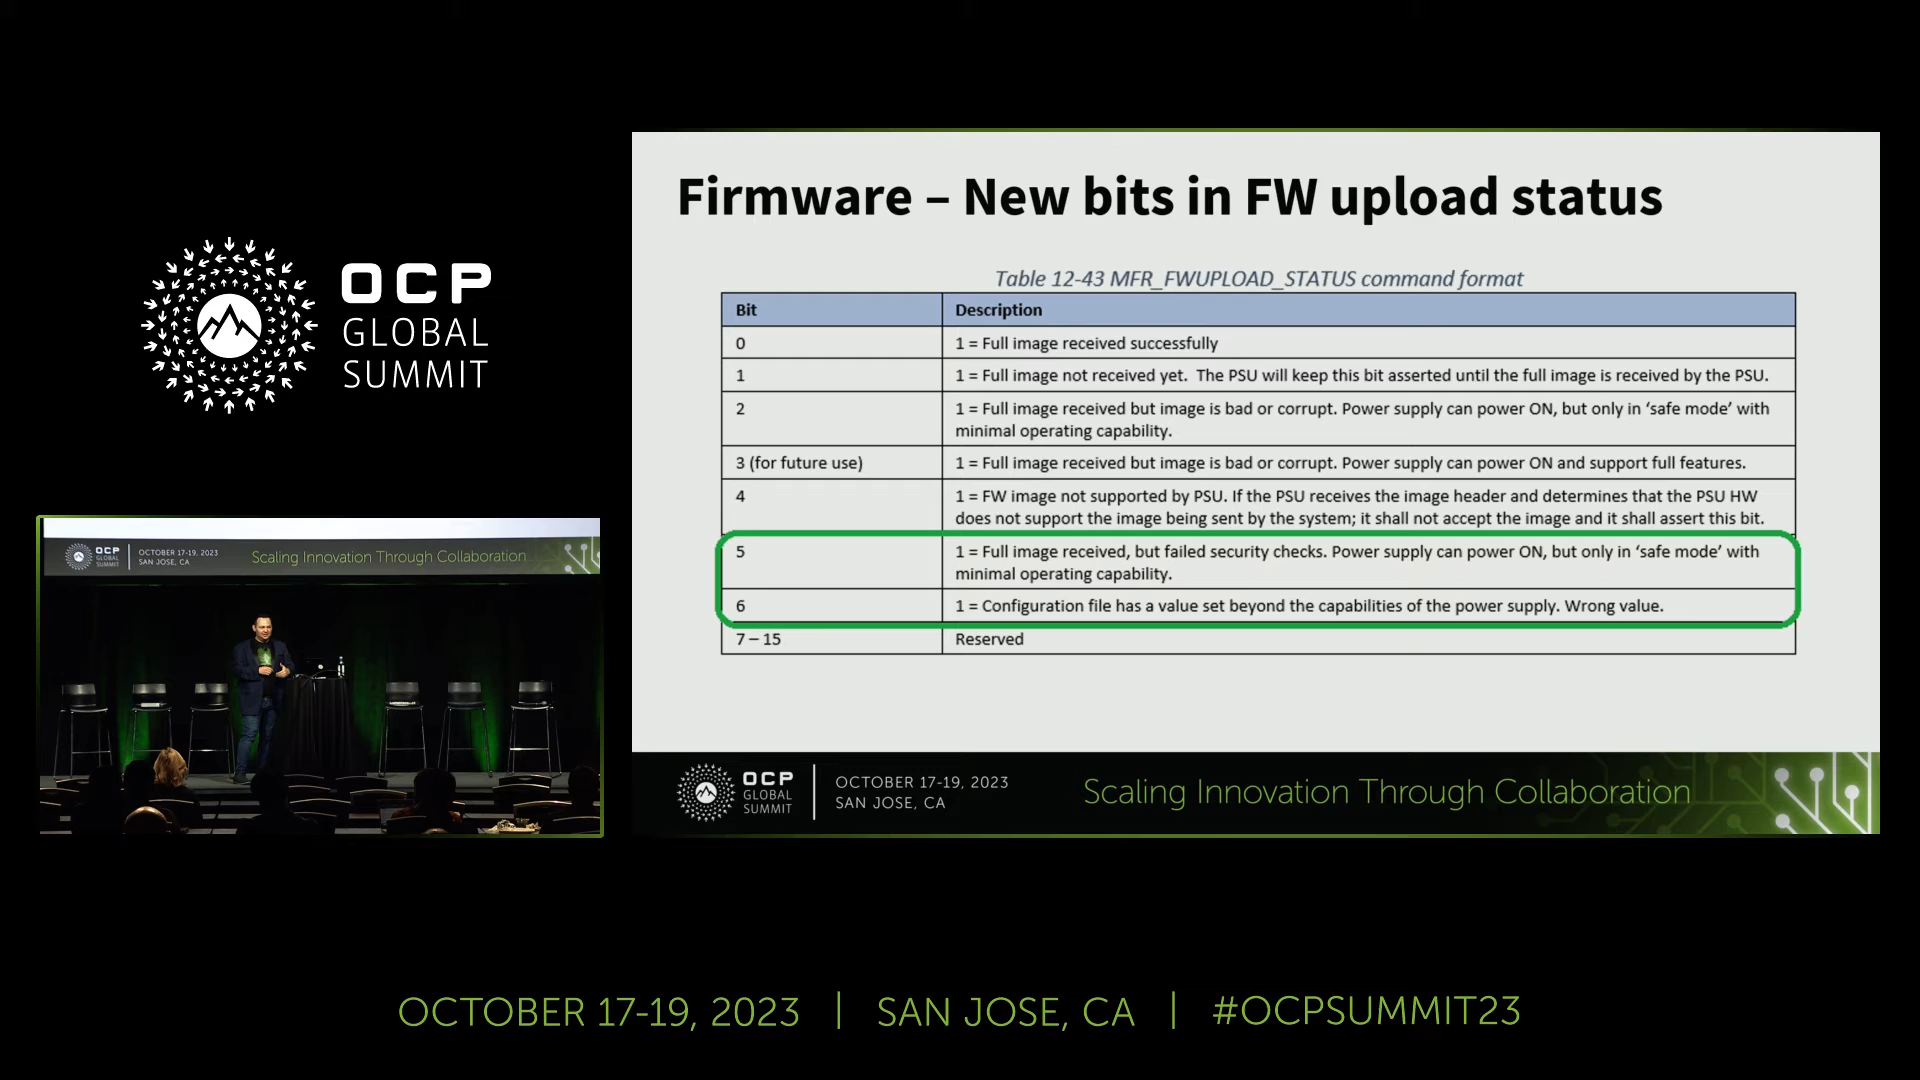 OCP
GLOBAL
SUMMIT
OCP
GLOBAL
SUMMIT
OCTOBER 17-19, 2023
SAN JOSE, CA
Scaling Innovation Through Collaboration
Firmware – New bits in FW upload status
Table 12-43 MFR_FWUPLOAD_STATUS command format
Bit Description
0 1 = Full image received successfully
1 1 = Full image not received yet.  The PSU will keep this bit asserted until the full image is received by the PSU.
2 1 = Full image received but image is bad or corrupt. Power supply can power ON, but only in ‘safe mode’ with
minimal operating capability.
3 (for future use) 1 = Full image received but image is bad or corrupt. Power supply can power ON and support full features.
4 1 = FW image not supported by PSU. If the PSU receives the image header and determines that the PSU HW
does not support the image being sent by the system; it shall not accept the image and it shall assert this bit.
5 1 = Full image received, but failed security checks. Power supply can power ON, but only in ‘safe mode’ with
minimal operating capability.
6 1 = Configuration file has a value set beyond the capabilities of the power supply. Wrong value.
7 – 15 Reserved
OCP
GLOBAL
SUMMIT
OCTOBER 17-19, 2023
SAN JOSE, CA
Scaling Innovation Through Collaboration
OCTOBER 17-19, 2023 | SAN JOSE, CA | #OCPSUMMIT23